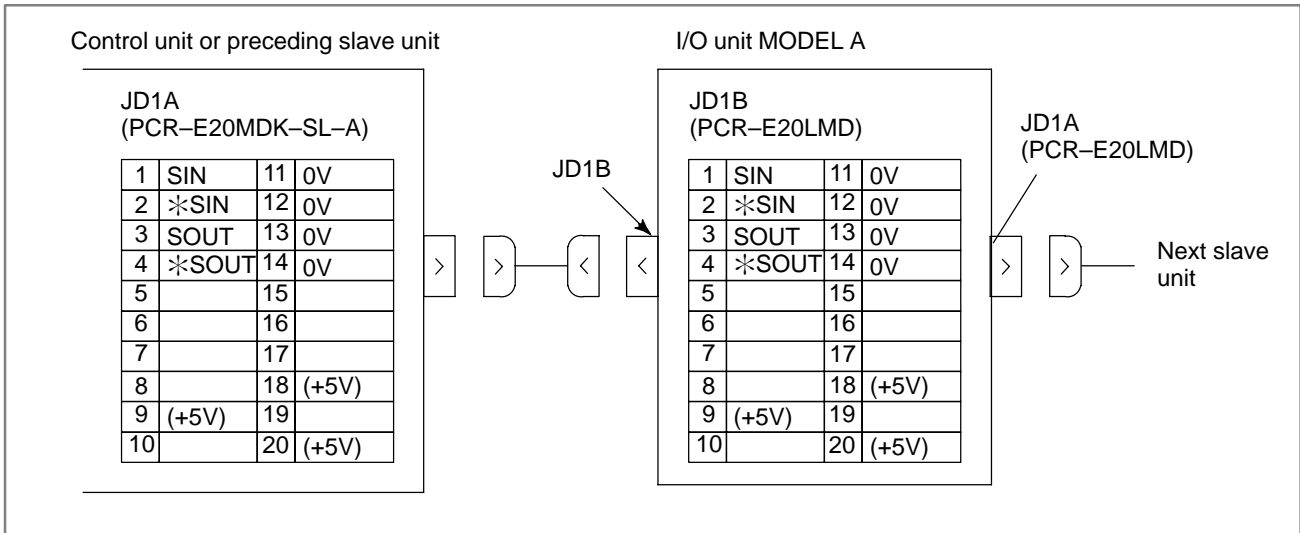 Control unit or preceding slave unit
I/O unit MODEL A
JD1A
(PCR–E20MDK–SL–A)
1 SIN 11 0V
2 ＊SIN 12 0V
3 SOUT 13 0V
4 ＊SOUT 14 0V
5 15
6 16
7 17
8 18 (+5V)
9 (+5V) 19
10 20 (+5V)
JD1B
JD1B
(PCR–E20LMD)
1 SIN 11 0V
2 ＊SIN 12 0V
3 SOUT 13 0V
4 ＊SOUT 14 0V
5 15
6 16
7 17
8 18 (+5V)
9 (+5V) 19
10 20 (+5V)
JD1A
(PCR–E20LMD)
Next slave
unit